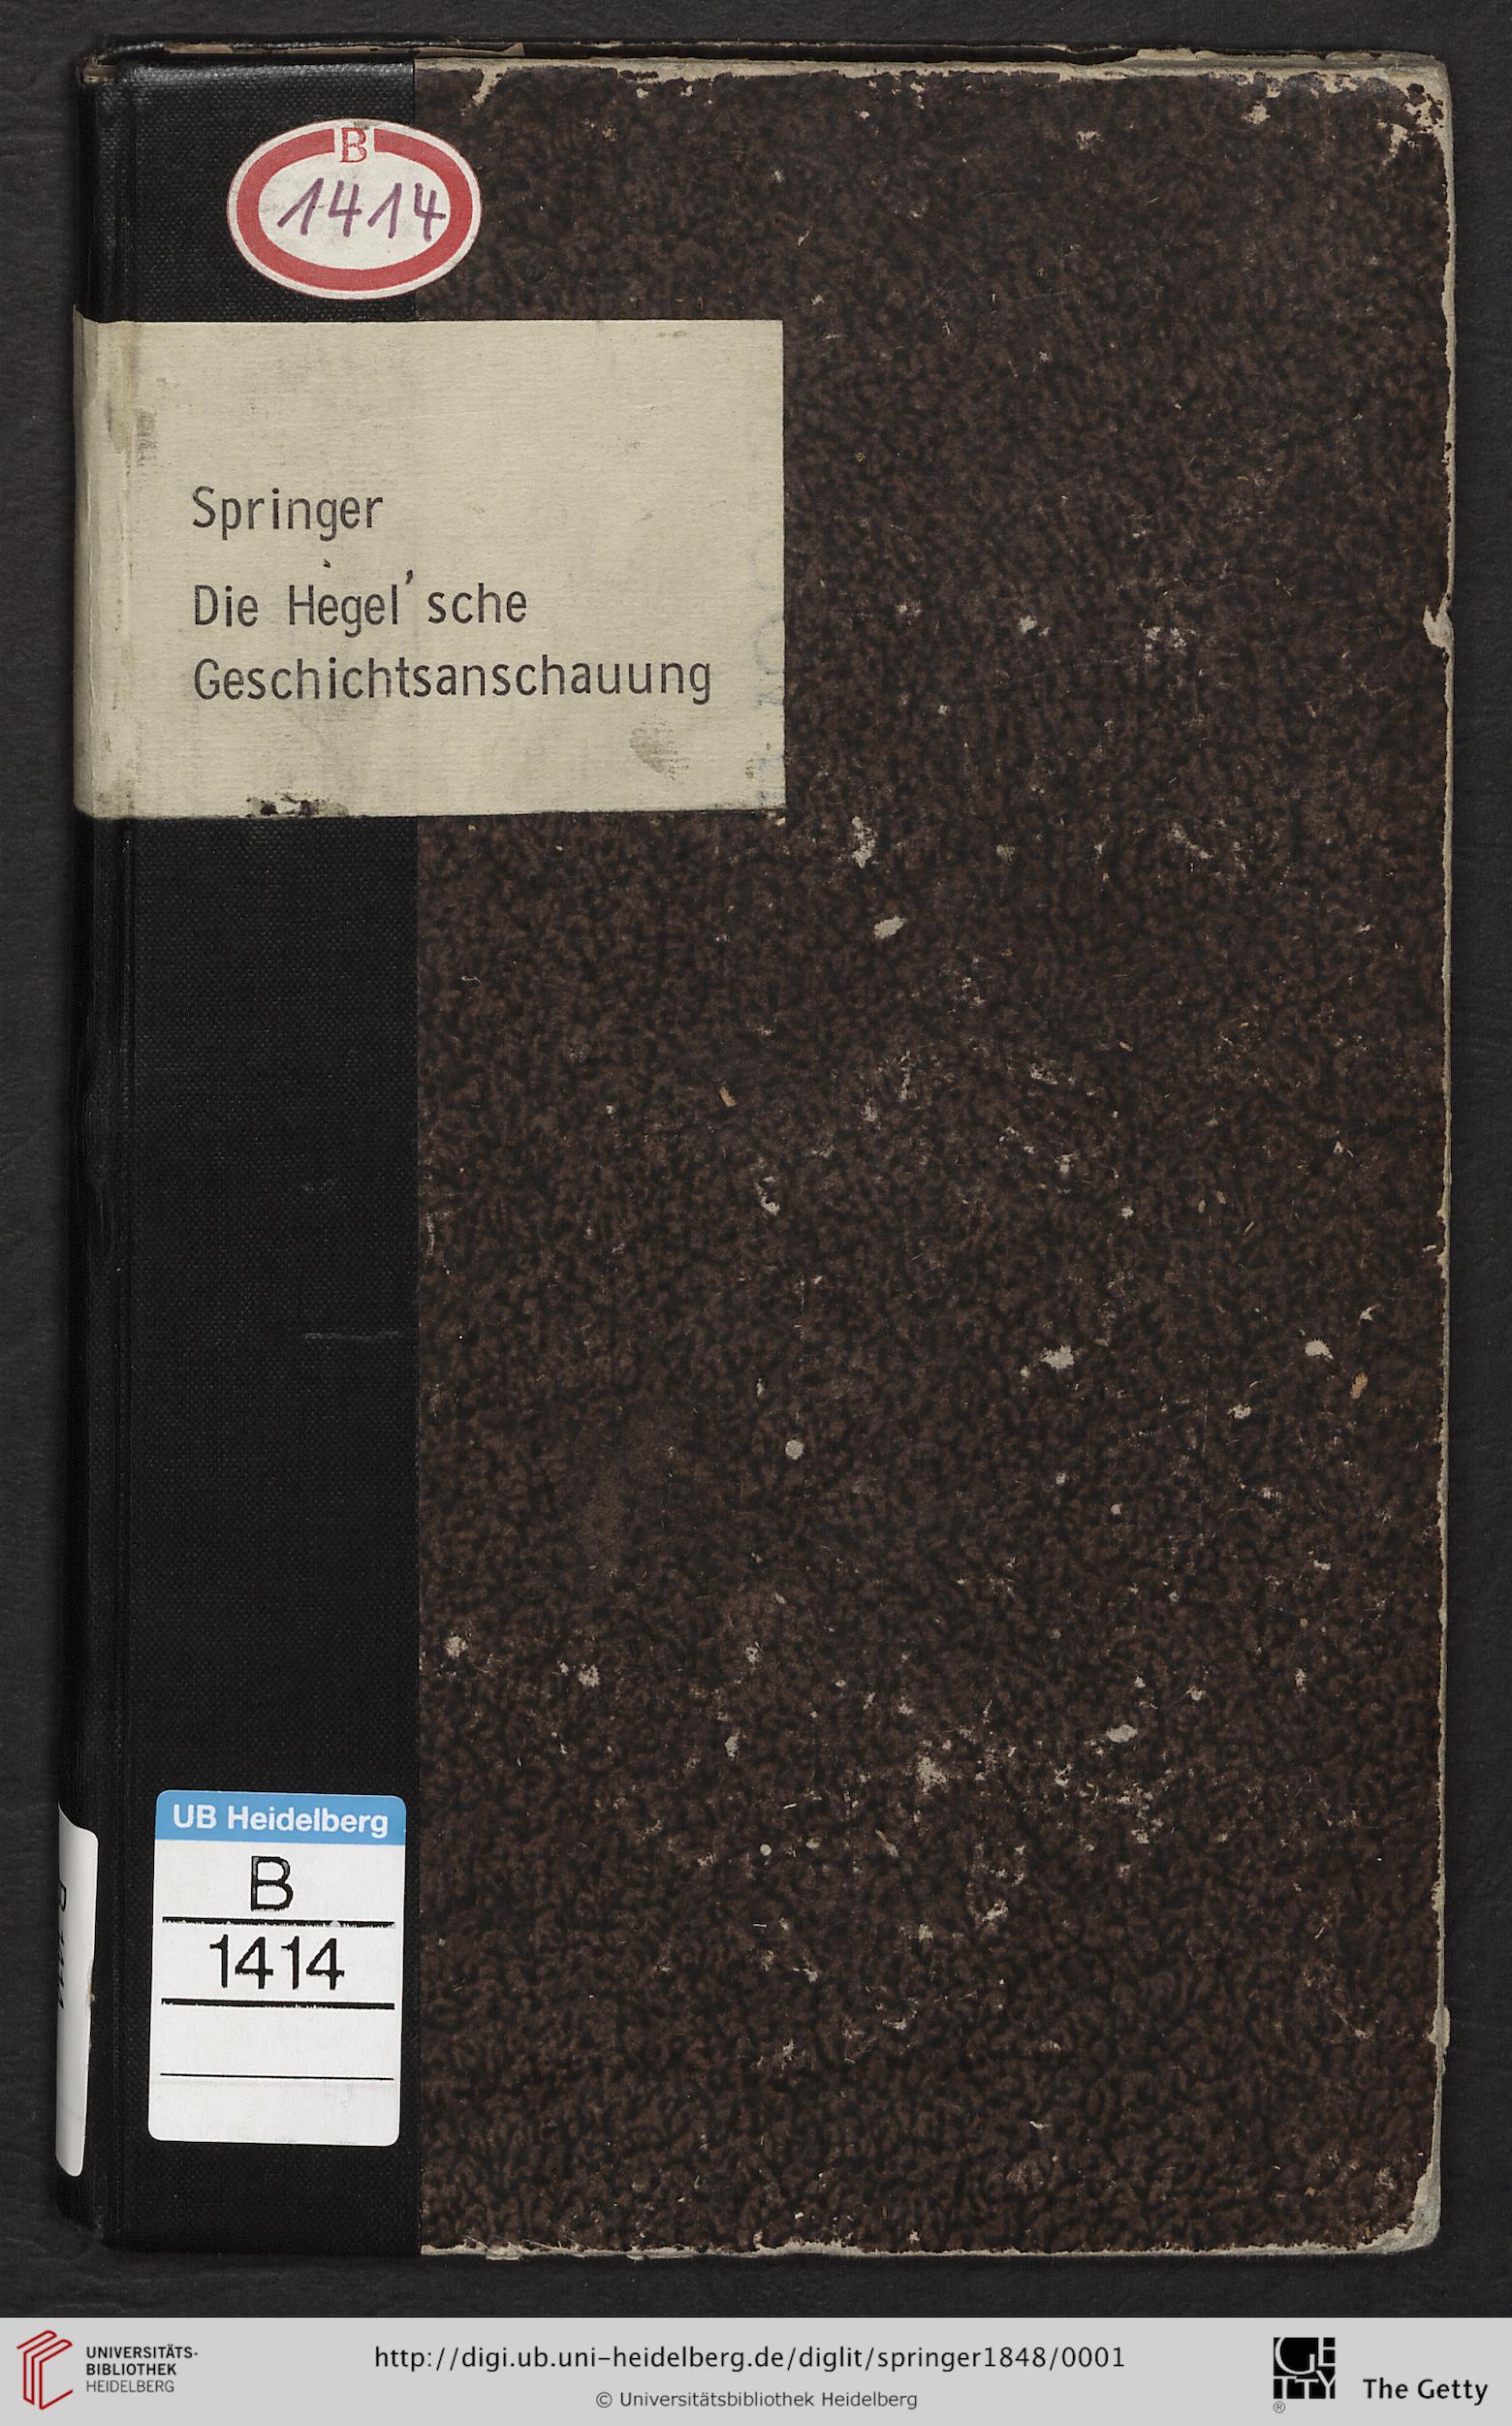 B
1414
Springer
Die Hegel'sche
Geschichtsanschauung
UB Heidelberg
B
1414
UNIVERSITÄTS-
BIBLIOTHEK
HEIDELBERG
http://digi.ub.uni-heidelberg.de/diglit/springer1848/0001
© Universitätsbibliothek Heidelberg
GETTY
®
The Getty